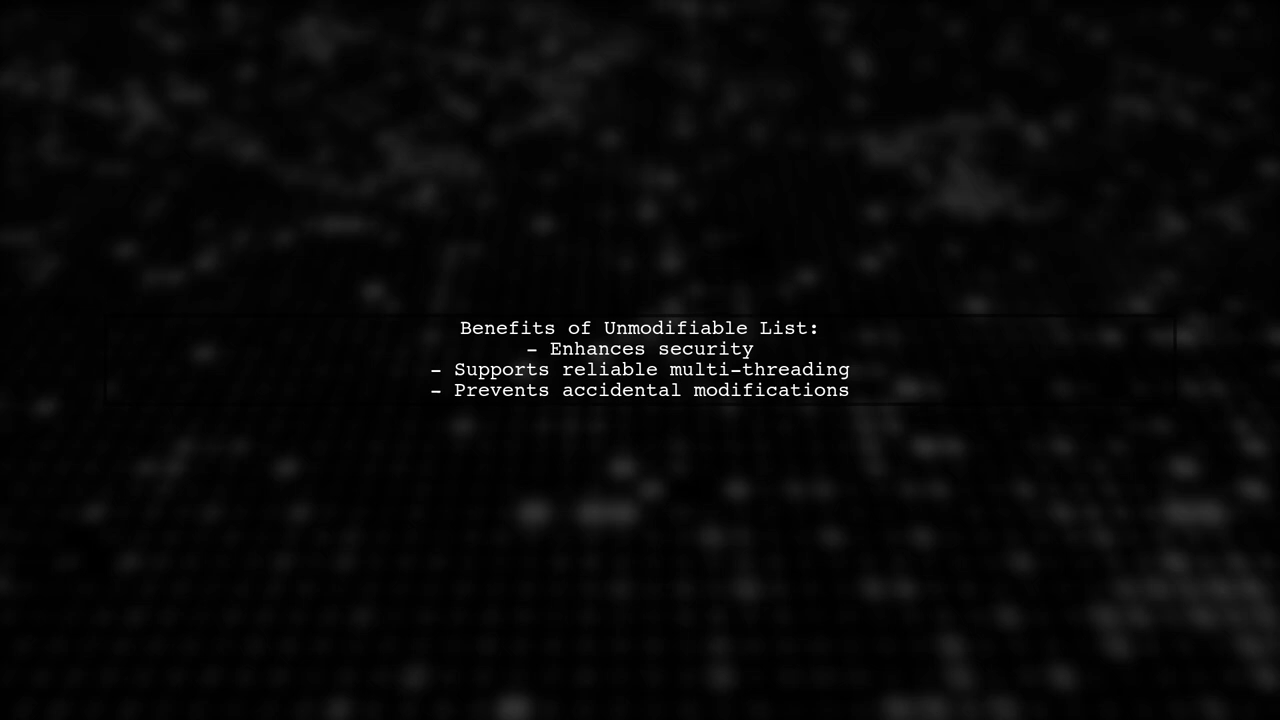 Benefits of Unmodifiable List:
- Enhances security
- Supports reliable multi-threading
- Prevents accidental modifications